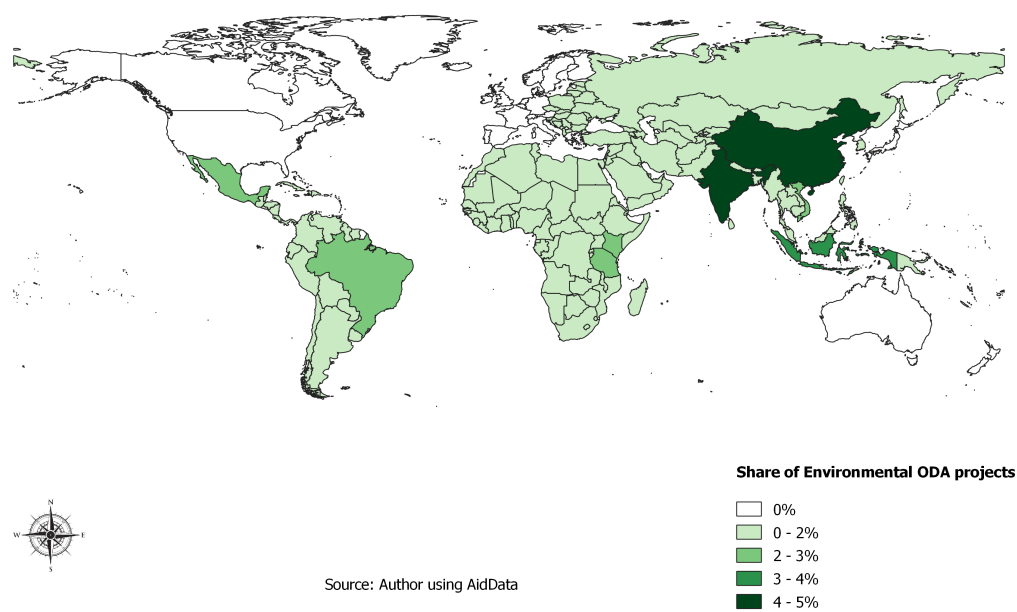 Share of Environmental ODA projects
0%
0 - 2%
2 - 3%
3 - 4%
4 - 5%
N
W E
S
Source: Author using AidData